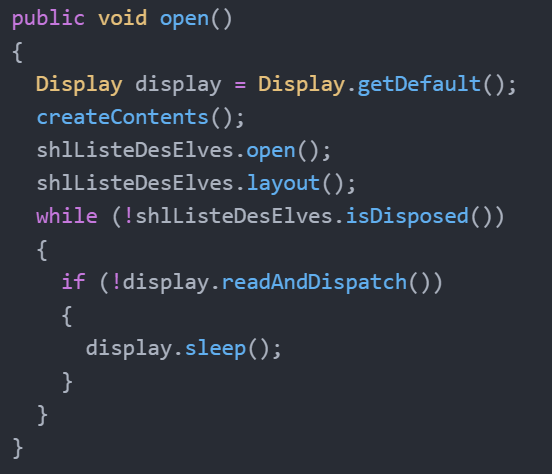 public void open()
{
  Display display = Display.getDefault();
  createContents();
  shlListeDesElves.open();
  shlListeDesElves.layout();
  while (!shlListeDesElves.isDisposed())
  {
    if (!display.readAndDispatch())
    {
      display.sleep();
    }
  }
}